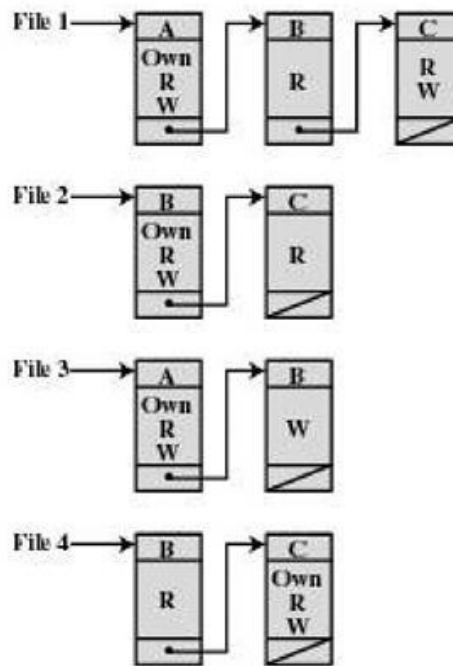 File 1 A B C
Own R R
R W
W
File 2 B C
Own R
R
W
File 3 A B
Own W
R
W
File 4 B C
R Own
R
W